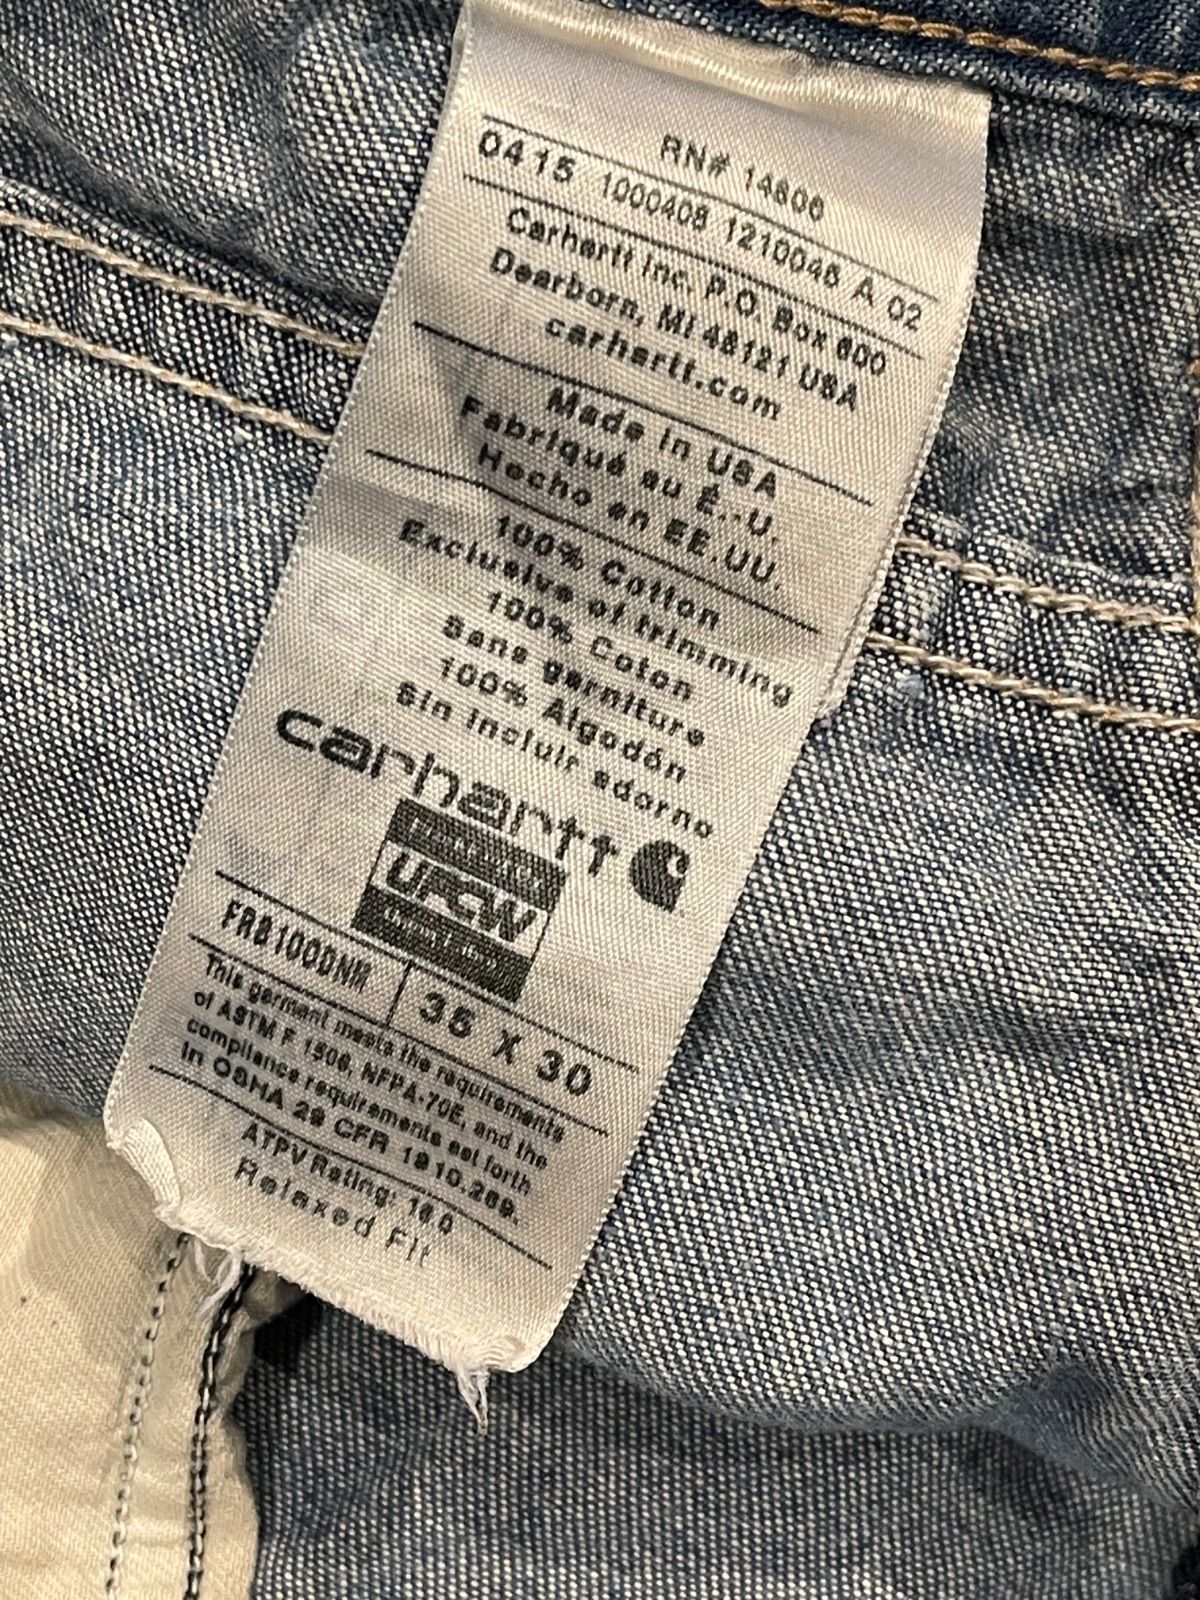 RN# 14806
0415 1000408 1210046 A 02
Carhartt Inc. P.O. Box 600
Dearborn, MI 48121 USA
carhartt.com
Made in USA
Fabriqué au É.-U.
Hecho en EE.UU.
100% Cotton
Exclusive of trimming
100% Coton
Sans garniture
100% Algodón
Sin incluir adorno
carhartt
UFCW
FRB100DNM 35 X 30
This garment meets the requirements
of ASTM F 1506, NFPA-70E, and the
compliance requirements set forth
in OSHA 29 CFR 1910.269.
ATPV Rating: 16.0
Relaxed Fit